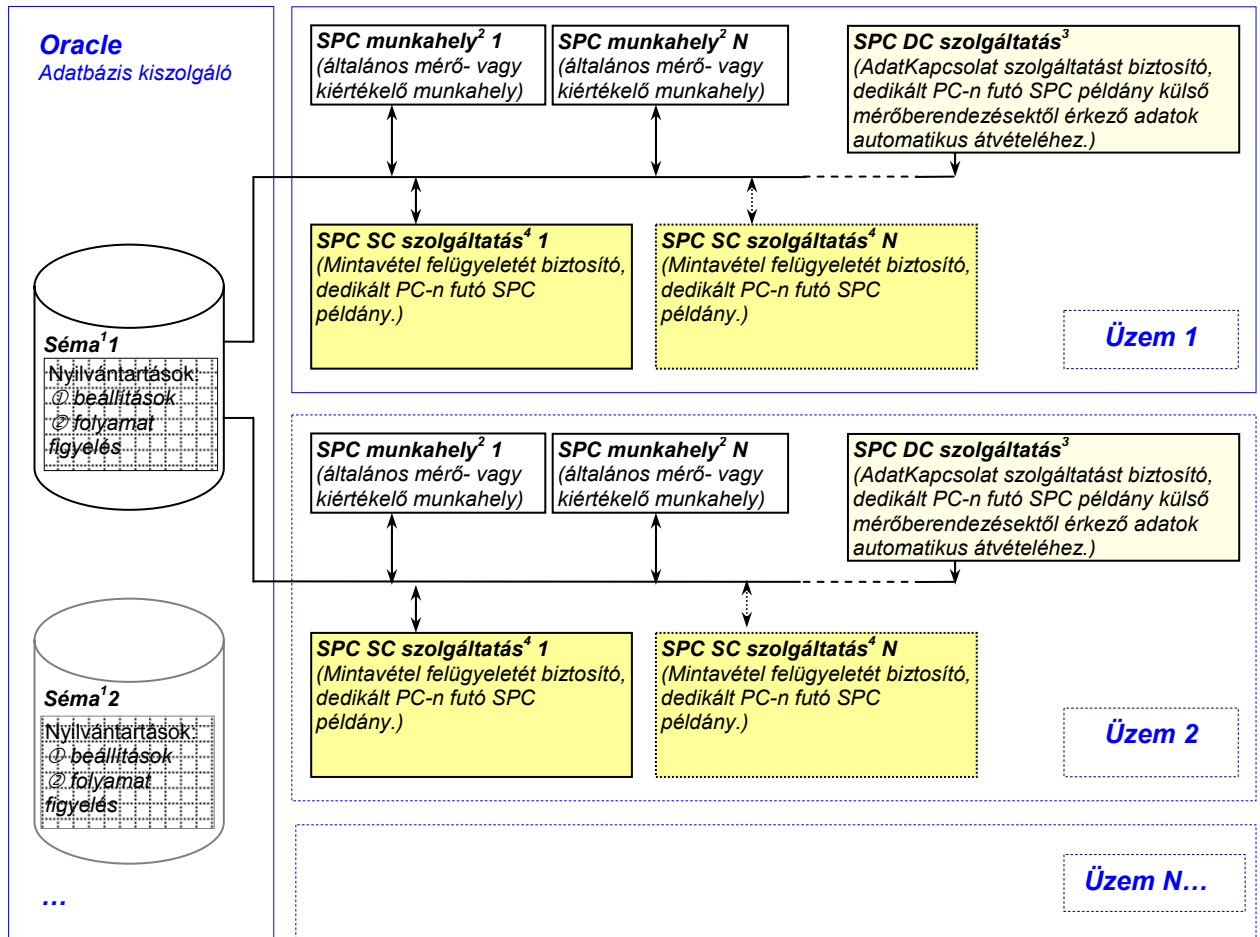 Oracle
Adatbázis kiszolgáló
Séma¹1
Nyilvántartások:
① beállítások
② folyamat
figyelés
Séma¹2
Nyilvántartások:
① beállítások
② folyamat
figyelés
...
SPC munkahely² 1
(általános mérő- vagy
kiértékelő munkahely)
SPC munkahely² N
(általános mérő- vagy
kiértékelő munkahely)
SPC DC szolgáltatás³
(AdatKapcsolat szolgáltatást biztosító,
dedikált PC-n futó SPC példány külső
mérőberendezésektől érkező adatok
automatikus átvételéhez.)
SPC SC szolgáltatás⁴ 1
(Mintavétel felügyeletét biztosító,
dedikált PC-n futó SPC
példány.)
SPC SC szolgáltatás⁴ N
(Mintavétel felügyeletét biztosító,
dedikált PC-n futó SPC
példány.)
Üzem 1
SPC munkahely² 1
(általános mérő- vagy
kiértékelő munkahely)
SPC munkahely² N
(általános mérő- vagy
kiértékelő munkahely)
SPC DC szolgáltatás³
(AdatKapcsolat szolgáltatást biztosító,
dedikált PC-n futó SPC példány külső
mérőberendezésektől érkező adatok
automatikus átvételéhez.)
SPC SC szolgáltatás⁴ 1
(Mintavétel felügyeletét biztosító,
dedikált PC-n futó SPC
példány.)
SPC SC szolgáltatás⁴ N
(Mintavétel felügyeletét biztosító,
dedikált PC-n futó SPC
példány.)
Üzem 2
Üzem N...